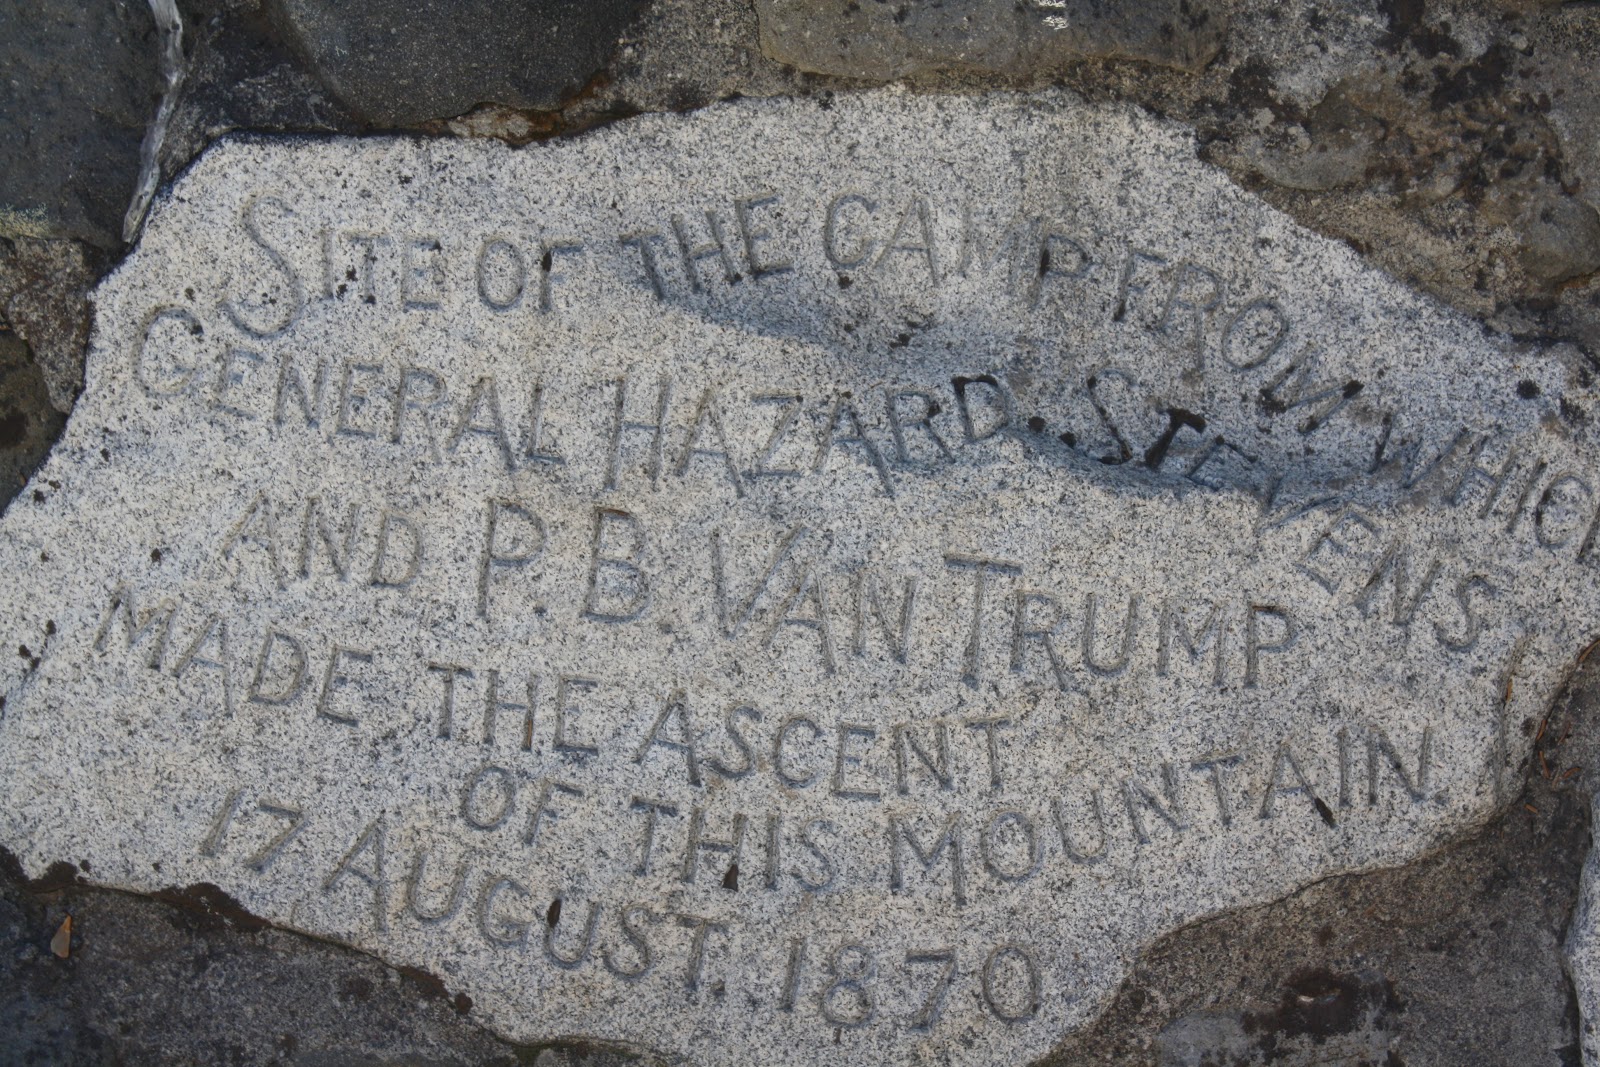 SITE OF THE CAMP FROM WHICH
GENERAL HAZARD STEVENS
AND P. B. VAN TRUMP
MADE THE ASCENT
OF THIS MOUNTAIN
17 AUGUST. 1870